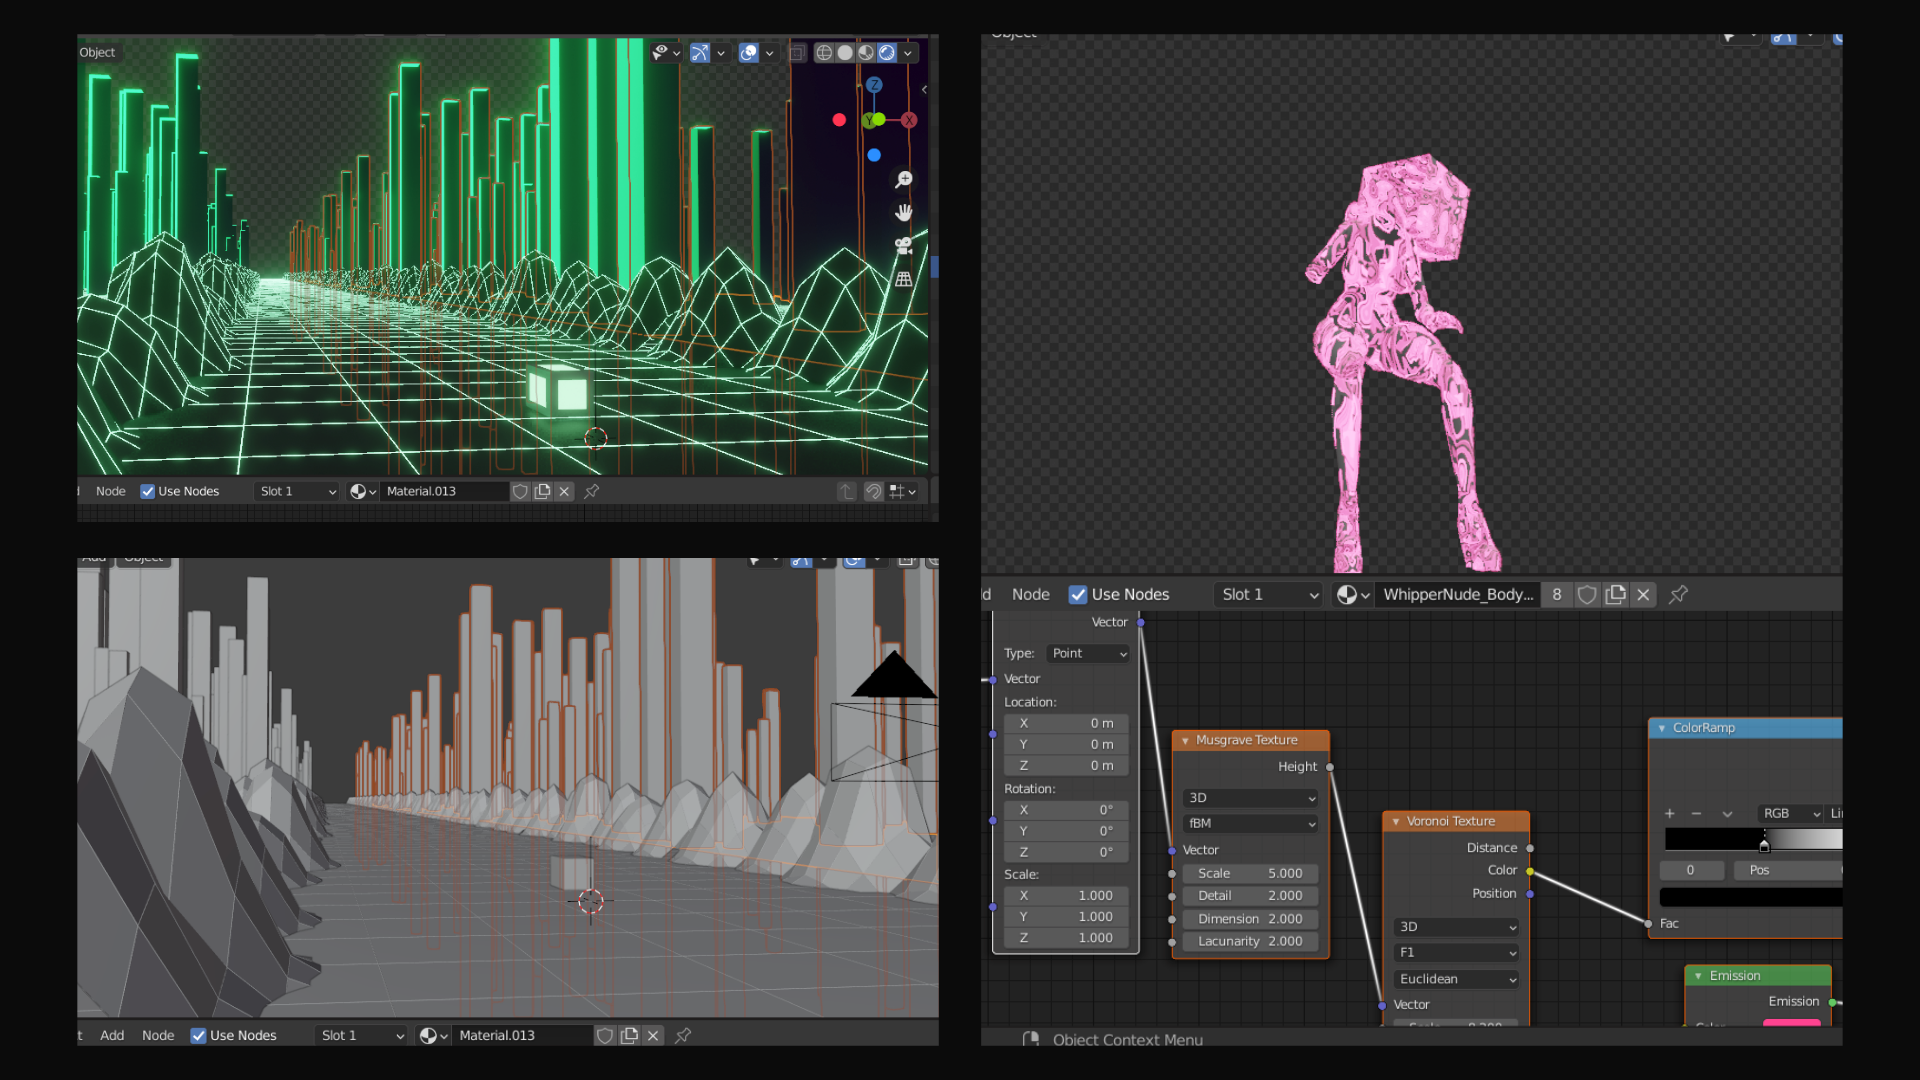 Object
Z
Y
X
Node
Use Nodes
Slot 1
Material.013
Add
Object
Add
Node
Use Nodes
Slot 1
Material.013
Object
Node
Use Nodes
Slot 1
WhipperNude_Body...
8
Vector
Type:
Point
Vector
Location:
X 0 m
Y 0 m
Z 0 m
Rotation:
X 0°
Y 0°
Z 0°
Scale:
X 1.000
Y 1.000
Z 1.000
Musgrave Texture
Height
3D
fBM
Vector
Scale 5.000
Detail 2.000
Dimension 2.000
Lacunarity 2.000
Voronoi Texture
Distance
Color
Position
3D
F1
Euclidean
Vector
ColorRamp
RGB
0
Pos
Fac
Emission
Emission
Object Context Menu